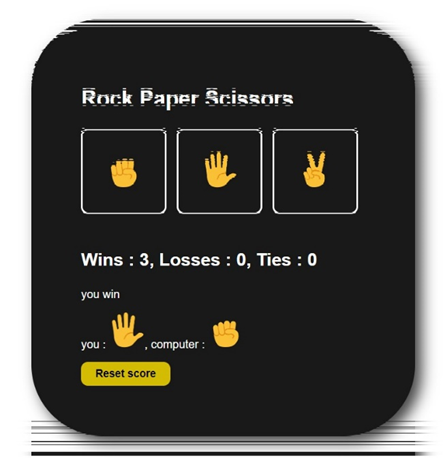 Rock Paper Scissors
Wins : 3, Losses : 0, Ties : 0
you win
you : , computer :
Reset score